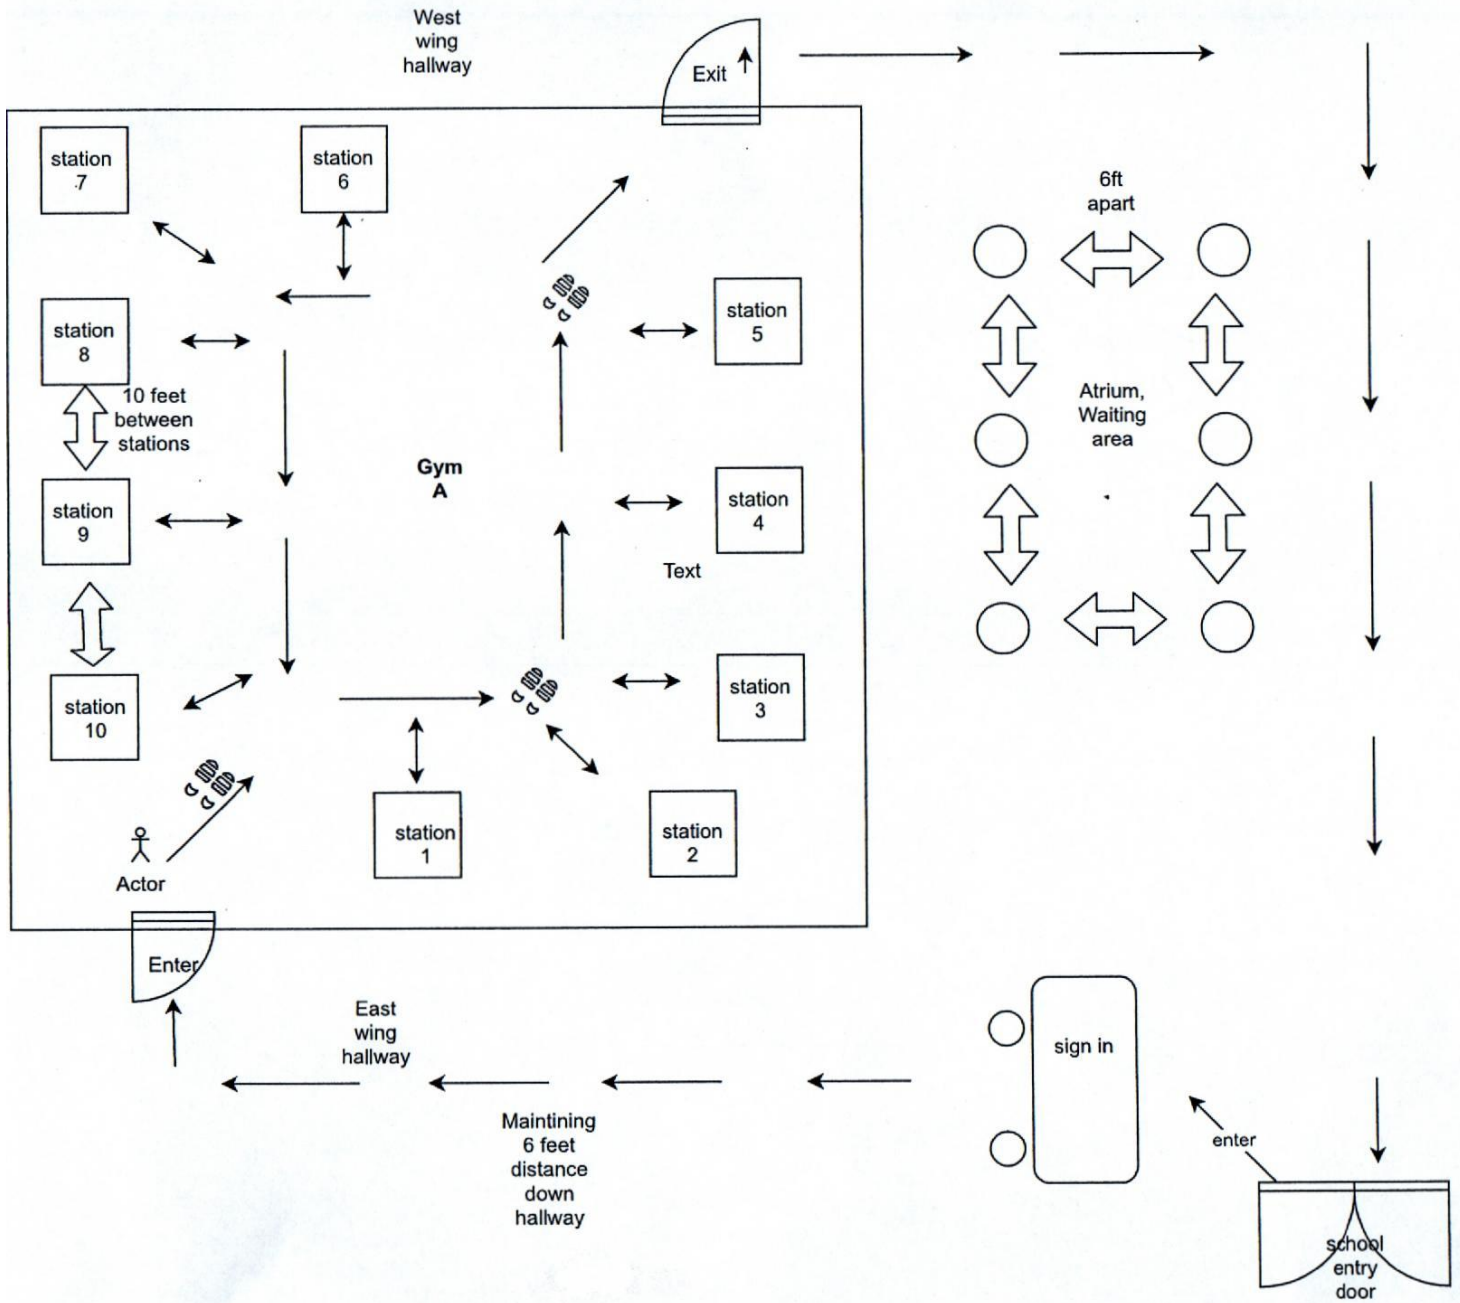 West
wing
hallway
Exit
station
7
station
6
6ft
apart
station
8
station
5
10 feet
between
stations
Atrium,
Waiting
area
Gym
A
station
9
station
4
Text
station
10
station
3
station
1
station
2
Actor
Enter
East
wing
hallway
sign in
Maintining
6 feet
distance
down
hallway
enter
school
entry
door